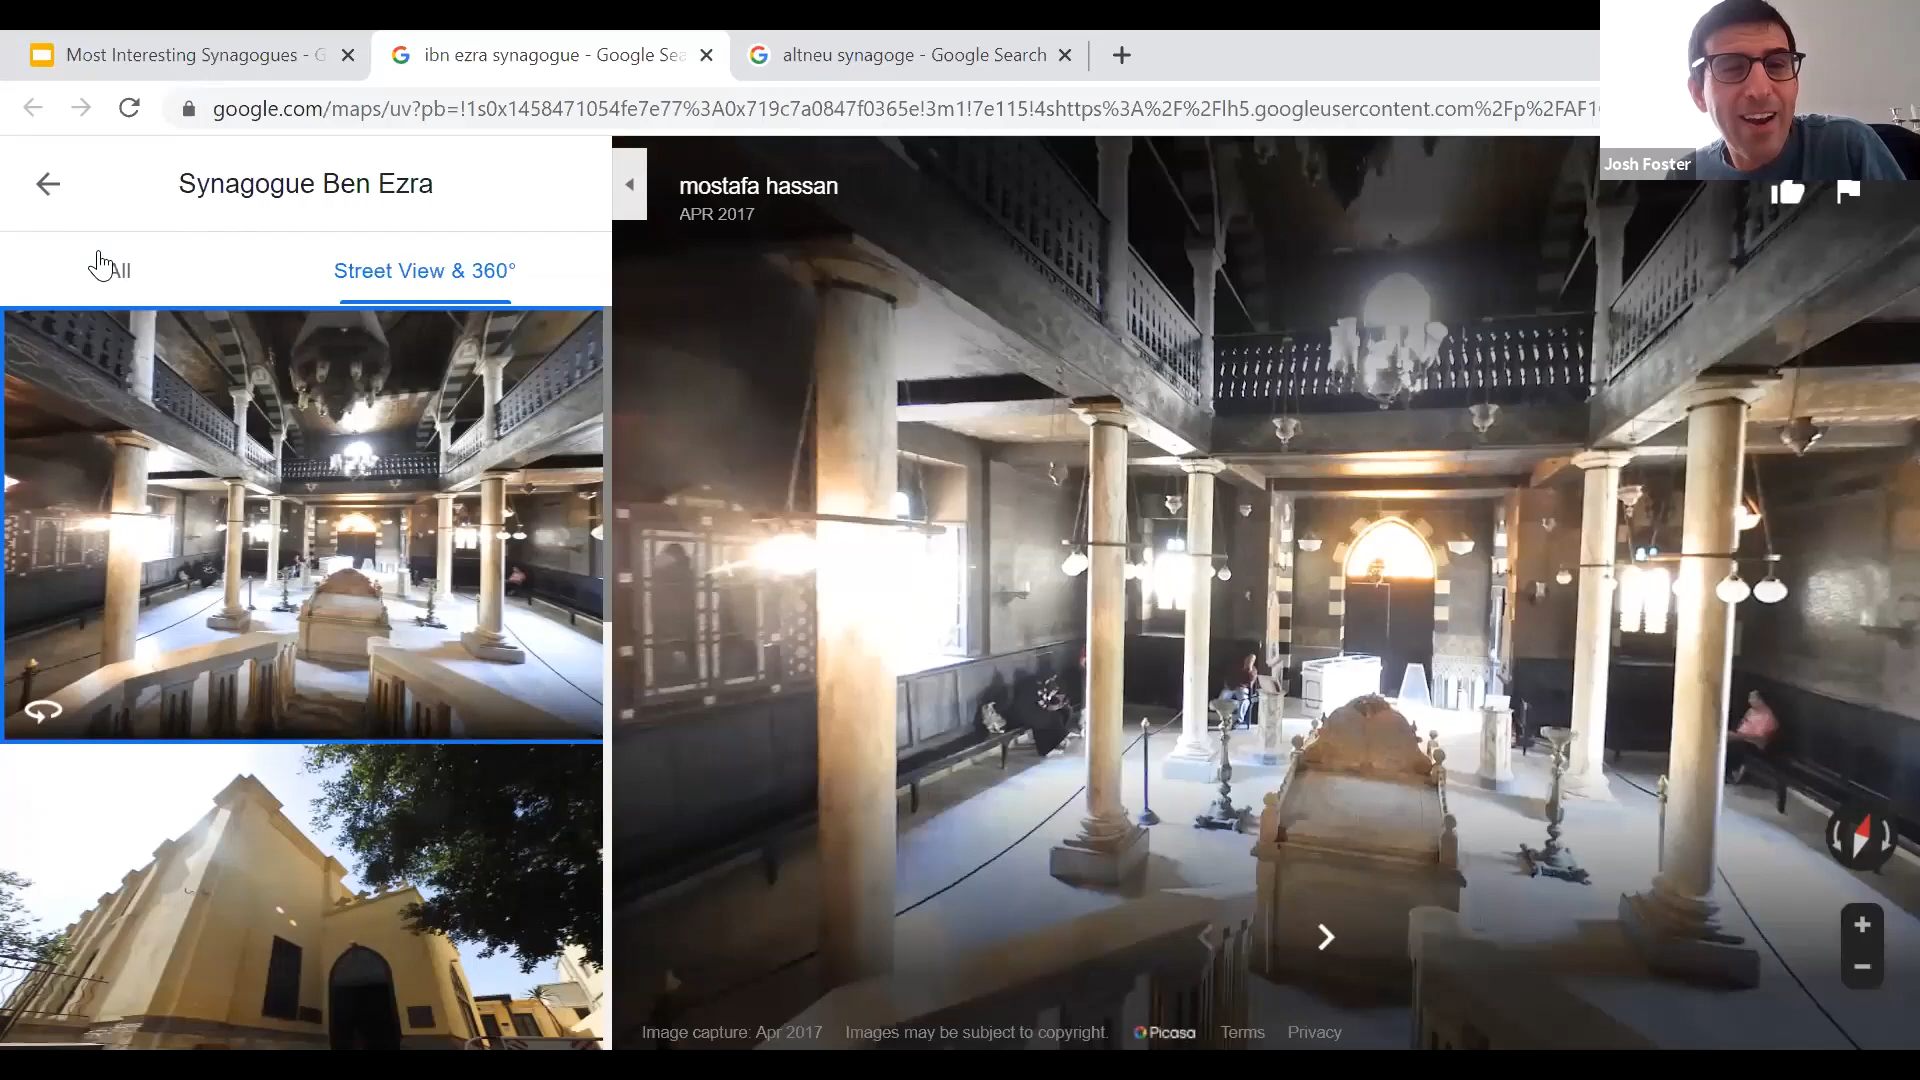 Most Interesting Synagogues - G
ibn ezra synagogue - Google Sea
altneu synagoge - Google Search
google.com/maps/uv?pb=!1s0x1458471054fe7e77%3A0x719c7a0847f0365e!3m1!7e115!4shttps%3A%2F%2Flh5.googleusercontent.com%2Fp%2FAF1
Josh Foster
Synagogue Ben Ezra
mostafa hassan
APR 2017
All
Street View & 360°
Image capture: Apr 2017 Images may be subject to copyright. Picasa Terms Privacy